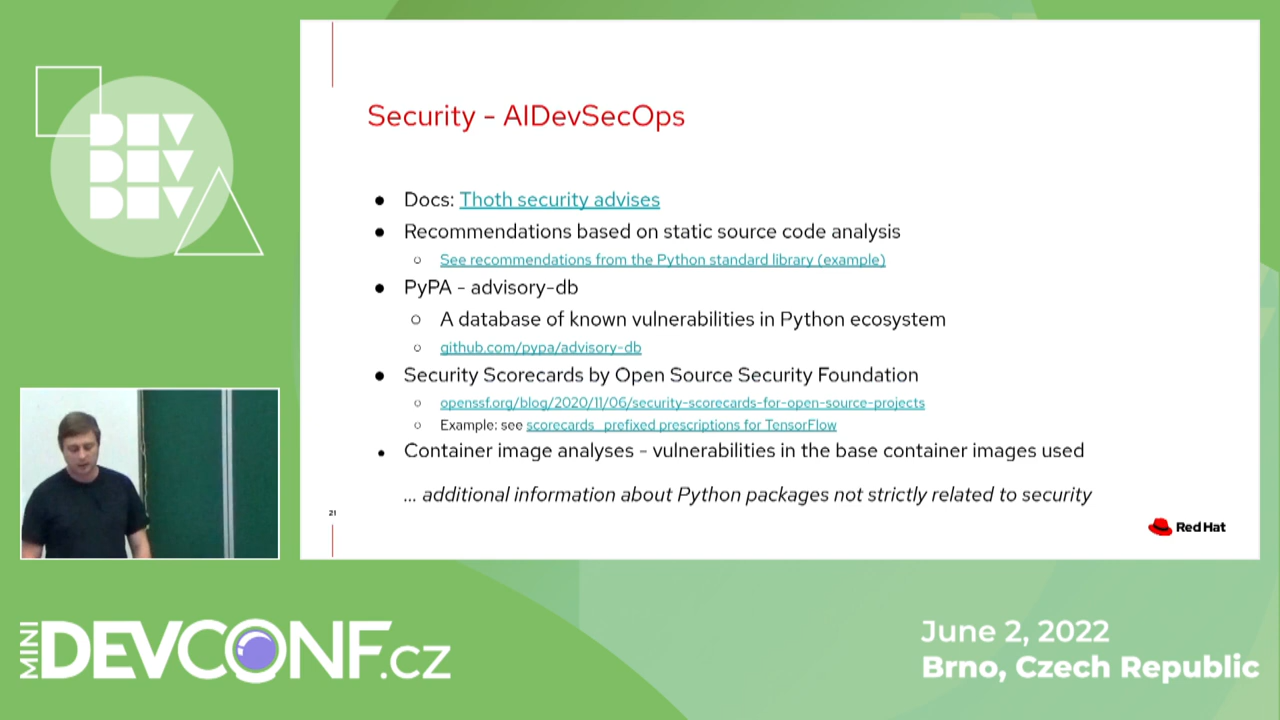 DEV
DEV
DEV
Security - AIDevSecOps
● Docs: Thoth security advises
● Recommendations based on static source code analysis
○ See recommendations from the Python standard library (example)
● PyPA - advisory-db
○ A database of known vulnerabilities in Python ecosystem
○ github.com/pypa/advisory-db
● Security Scorecards by Open Source Security Foundation
○ openssf.org/blog/2020/11/06/security-scorecards-for-open-source-projects
○ Example: see scorecards_prefixed prescriptions for TensorFlow
● Container image analyses - vulnerabilities in the base container images used
... additional information about Python packages not strictly related to security
21
Red Hat
MINI DEVCONF.CZ
June 2, 2022
Brno, Czech Republic